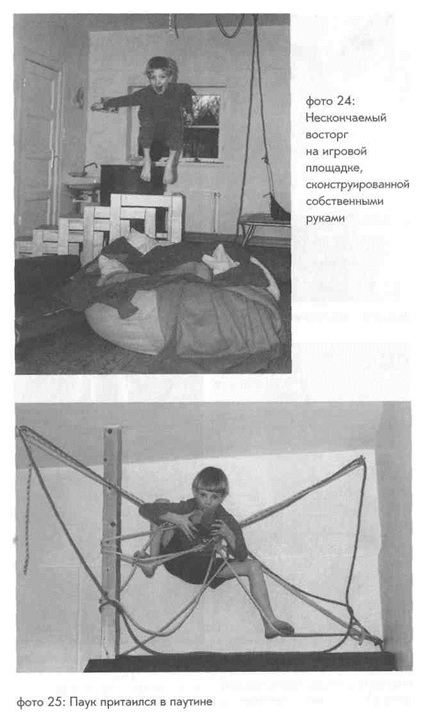 фото 24:
Нескончаемый
восторг
на игровой
площадке,
сконструированной
собственными
руками
фото 25: Паук притаился в паутине